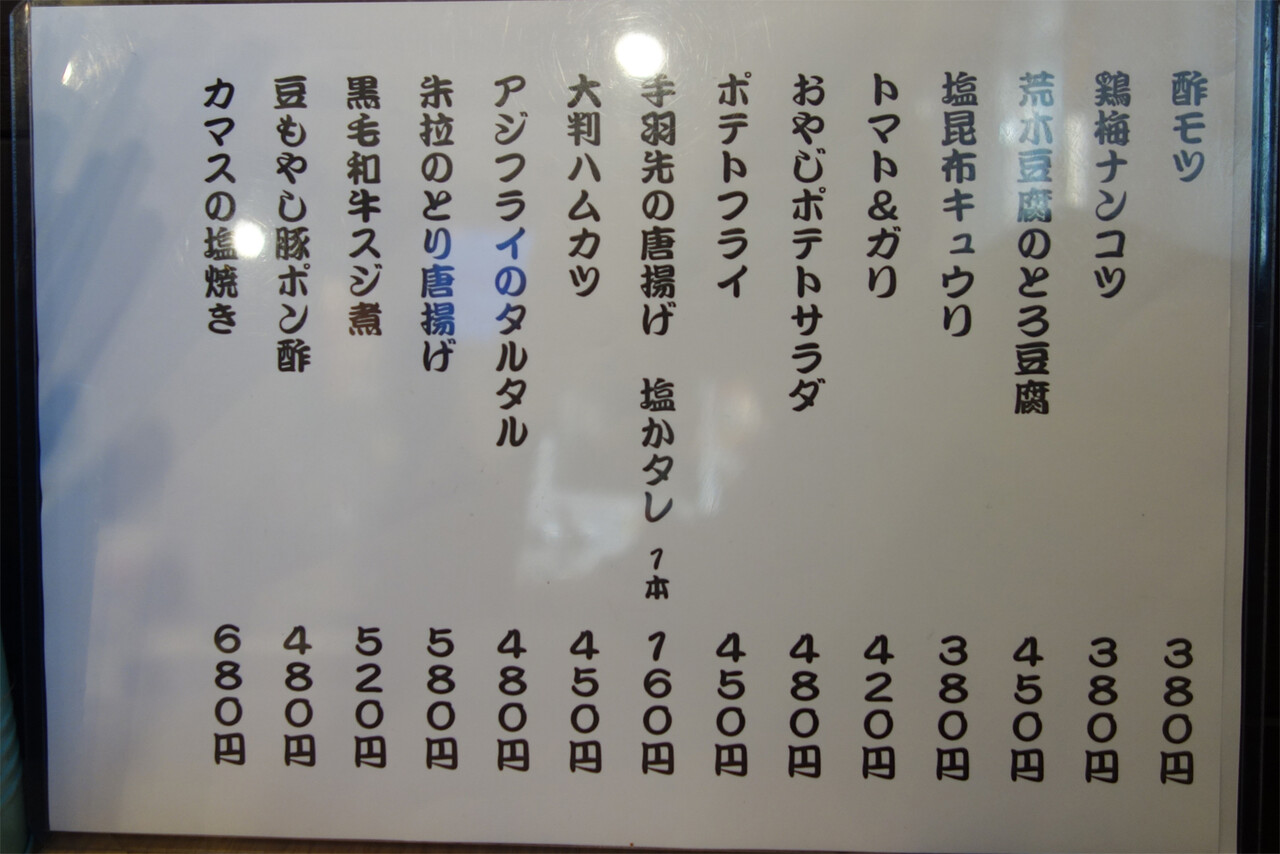 酢モツ 380円
鶏梅ナンコツ 380円
荒木豆腐のとろ豆腐 450円
塩昆布キュウリ 380円
トマト&ガリ 420円
おやじポテトサラダ 480円
ポテトフライ 450円
手羽先の唐揚げ 塩かタレ 1本 160円
大判ハムカツ 450円
アジフライのタルタル 480円
朱拉のとり唐揚げ 580円
黒毛和牛スジ煮 520円
豆もやし豚ポン酢 480円
カマスの塩焼き 680円